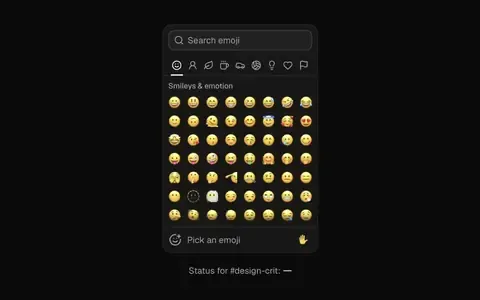 Search emoji
Smileys & emotion
Pick an emoji
Status for #design-crit: —